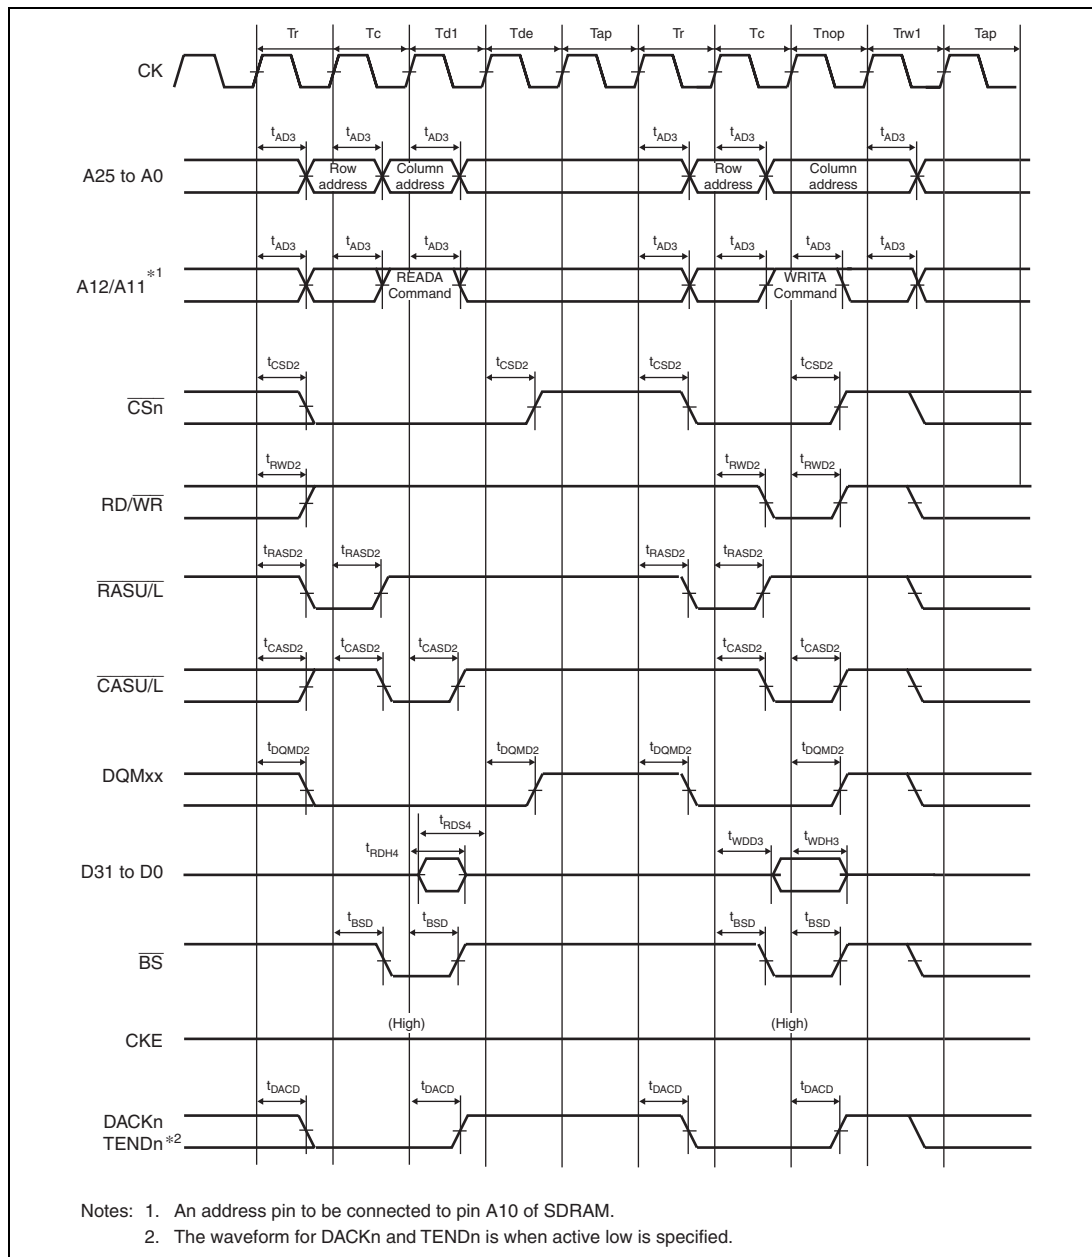 Tr Tc Td1 Tde Tap Tr Tc Tnop Trw1 Tap
CK
tAD3 tAD3 tAD3 tAD3 tAD3 tAD3
A25 to A0
Row address
Column address
Row address
Column address
tAD3 tAD3 tAD3 tAD3 tAD3 tAD3 tAD3
A12/A11 *1
READA Command
WRITA Command
tCSD2 tCSD2 tCSD2 tCSD2
CSn
tRWD2 tRWD2 tRWD2
RD/WR
tRASD2 tRASD2 tRASD2 tRASD2
RASU/L
tCASD2 tCASD2 tCASD2 tCASD2 tCASD2
CASU/L
tDQMD2 tDQMD2 tDQMD2 tDQMD2
DQMxx
tRDS4
tRDH4 tWDD3 tWDH3
D31 to D0
tBSD tBSD tBSD tBSD
BS
(High) (High)
CKE
tDACD tDACD tDACD tDACD
DACKn
TENDn *2
Notes: 1. An address pin to be connected to pin A10 of SDRAM.
2. The waveform for DACKn and TENDn is when active low is specified.